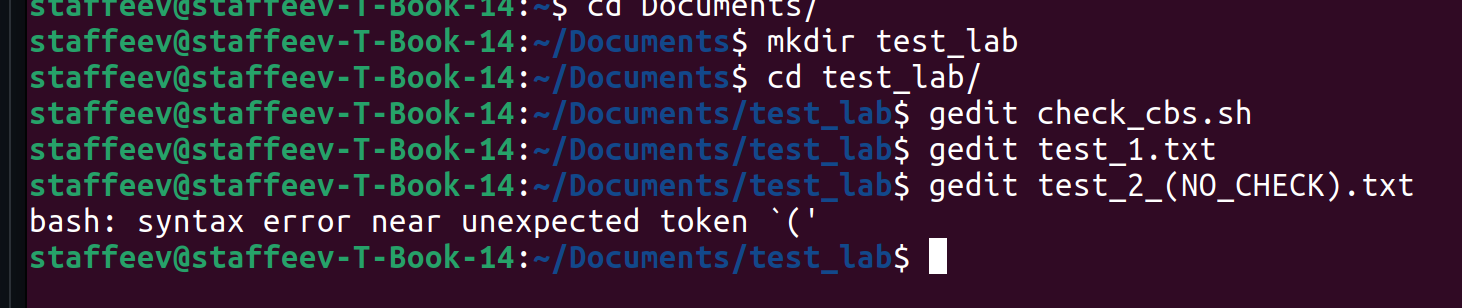 staffeev@staffeev-T-Book-14:~$ cd Documents/
staffeev@staffeev-T-Book-14:~/Documents$ mkdir test_lab
staffeev@staffeev-T-Book-14:~/Documents$ cd test_lab/
staffeev@staffeev-T-Book-14:~/Documents/test_lab$ gedit check_cbs.sh
staffeev@staffeev-T-Book-14:~/Documents/test_lab$ gedit test_1.txt
staffeev@staffeev-T-Book-14:~/Documents/test_lab$ gedit test_2_(NO_CHECK).txt
bash: syntax error near unexpected token `('
staffeev@staffeev-T-Book-14:~/Documents/test_lab$